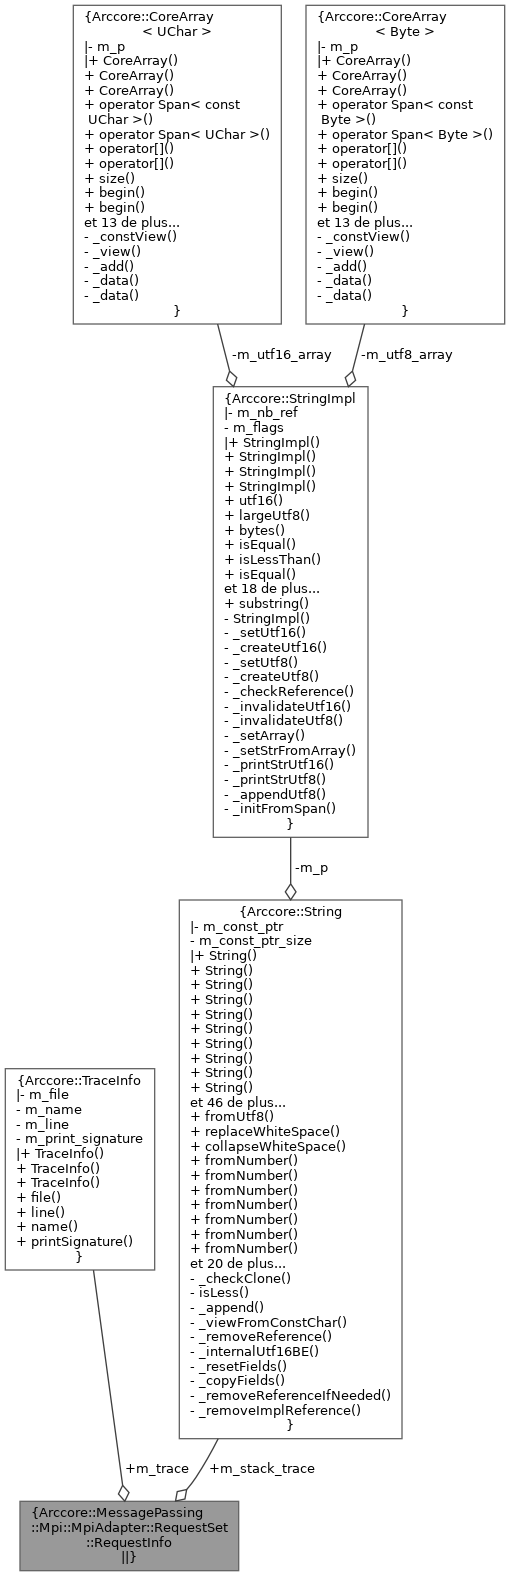 {Arccore::CoreArray
< UChar >
|- m_p
|+ CoreArray()
+ CoreArray()
+ CoreArray()
+ operator Span< const
UChar >()
+ operator Span< UChar >()
+ operator[]()
+ operator[]()
+ size()
+ begin()
+ begin()
et 13 de plus...
- _constView()
- _view()
- _add()
- _data()
- _data()
}
{Arccore::CoreArray
< Byte >
|- m_p
|+ CoreArray()
+ CoreArray()
+ CoreArray()
+ operator Span< const
Byte >()
+ operator Span< Byte >()
+ operator[]()
+ operator[]()
+ size()
+ begin()
+ begin()
et 13 de plus...
- _constView()
- _view()
- _add()
- _data()
- _data()
}
-m_utf16_array
-m_utf8_array
{Arccore::StringImpl
|- m_nb_ref
- m_flags
|+ StringImpl()
+ StringImpl()
+ StringImpl()
+ StringImpl()
+ utf16()
+ largeUtf8()
+ bytes()
+ isEqual()
+ isLessThan()
+ isEqual()
et 18 de plus...
+ substring()
- StringImpl()
- _setUtf16()
- _createUtf16()
- _setUtf8()
- _createUtf8()
- _checkReference()
- _invalidateUtf16()
- _invalidateUtf8()
- _setArray()
- _setStrFromArray()
- _printStrUtf16()
- _printStrUtf8()
- _appendUtf8()
- _initFromSpan()
}
-m_p
{Arccore::String
|- m_const_ptr
- m_const_ptr_size
|+ String()
+ String()
+ String()
+ String()
+ String()
+ String()
+ String()
+ String()
+ String()
+ String()
et 46 de plus...
+ fromUtf8()
+ replaceWhiteSpace()
+ collapseWhiteSpace()
+ fromNumber()
+ fromNumber()
+ fromNumber()
+ fromNumber()
+ fromNumber()
+ fromNumber()
+ fromNumber()
et 20 de plus...
- _checkClone()
- isLess()
- _append()
- _viewFromConstChar()
- _removeReference()
- _internalUtf16BE()
- _resetFields()
- _copyFields()
- _removeReferenceIfNeeded()
- _removeImplReference()
}
{Arccore::TraceInfo
|- m_file
- m_name
- m_line
- m_print_signature
|+ TraceInfo()
+ TraceInfo()
+ TraceInfo()
+ file()
+ line()
+ name()
+ printSignature()
}
+m_trace
+m_stack_trace
{Arccore::MessagePassing
::Mpi::MpiAdapter::RequestSet
::RequestInfo
||}